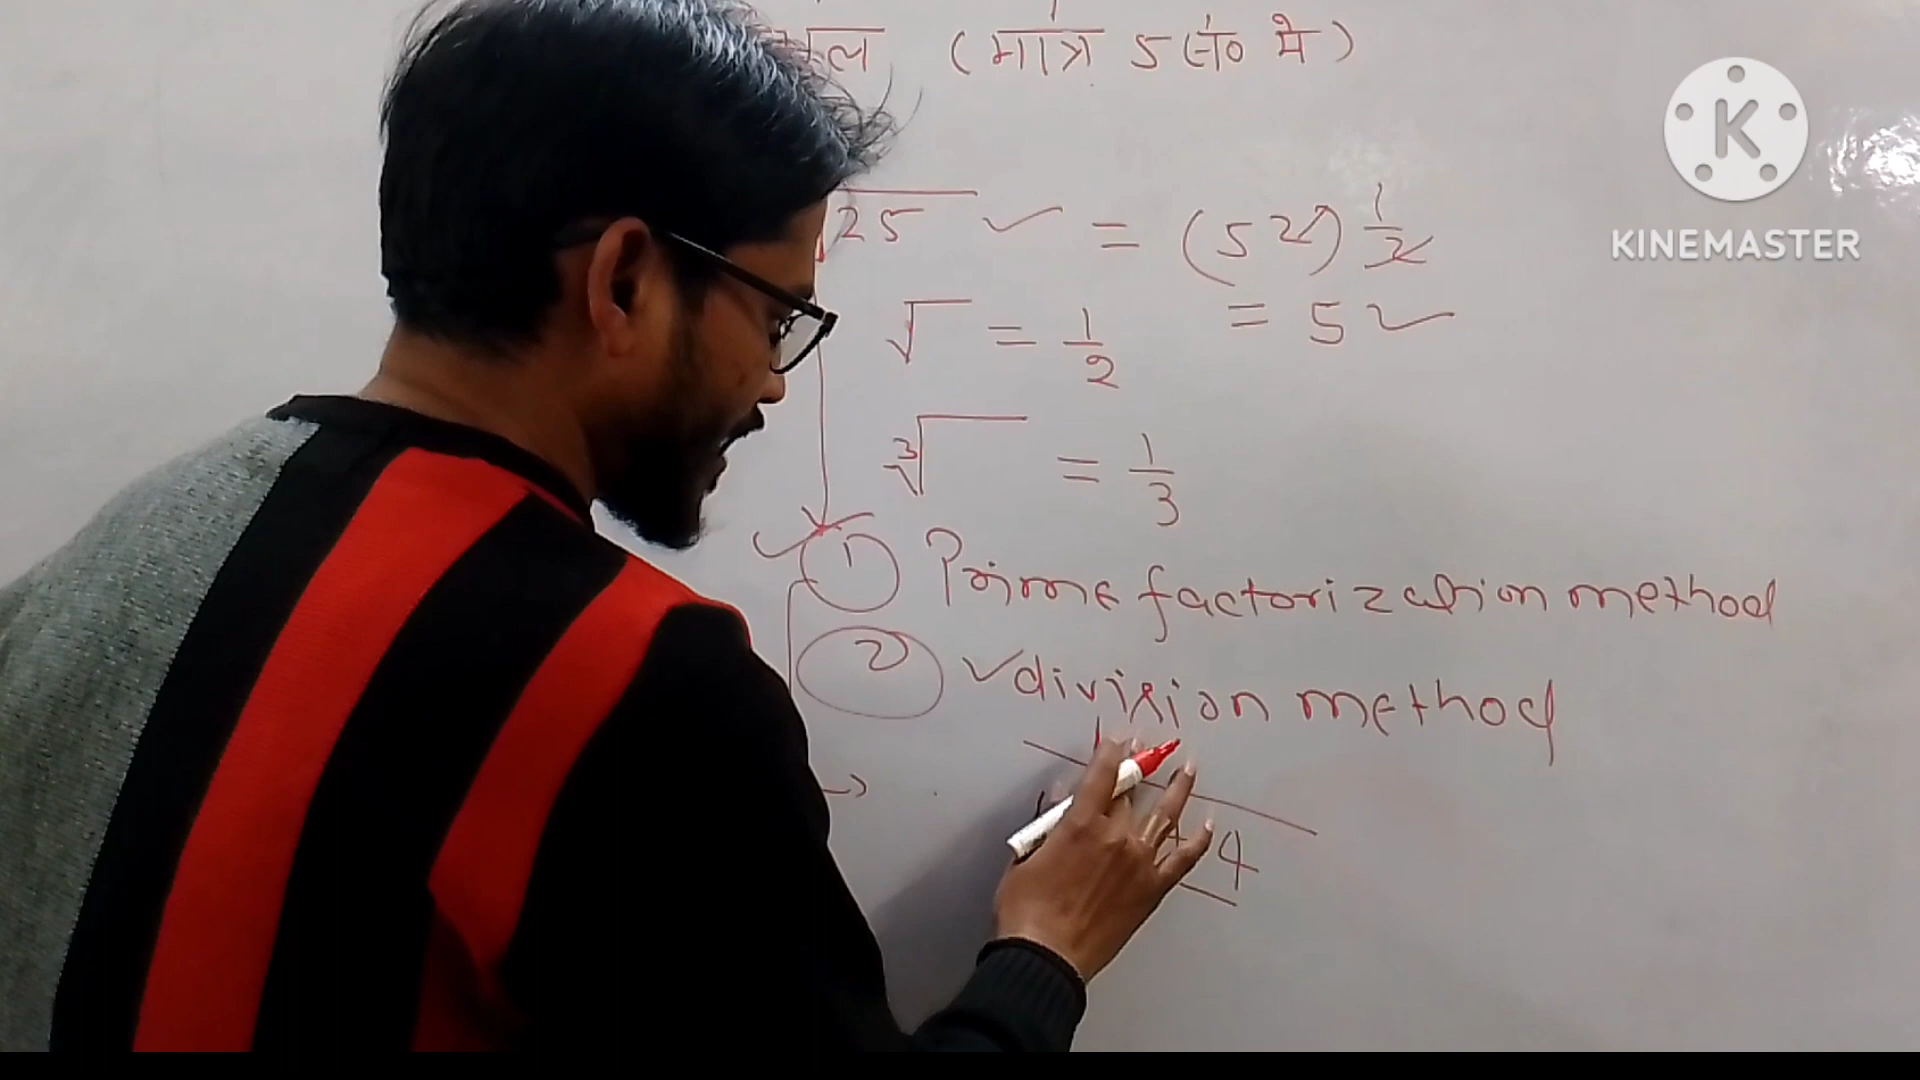 (मात्र 5 से० में)
√25 = (5²)^1/2
√ = 1/2
= 5
∛ = 1/3
1 Prime factorization method
2 division method
4
K
KINEMASTER